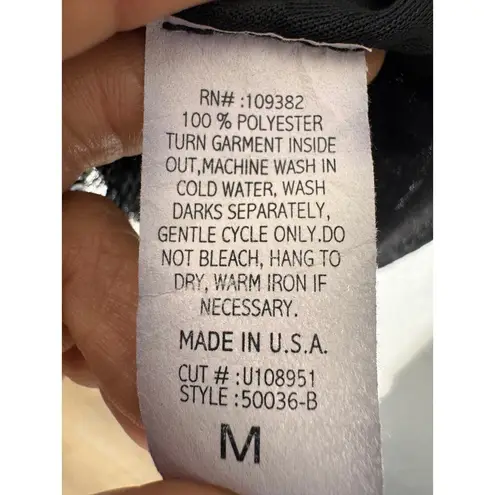 RN# :109382
100 % POLYESTER
TURN GARMENT INSIDE
OUT,MACHINE WASH IN
COLD WATER, WASH
DARKS SEPARATELY,
GENTLE CYCLE ONLY.DO
NOT BLEACH, HANG TO
DRY, WARM IRON IF
NECESSARY.
MADE IN U.S.A.
CUT # :U108951
STYLE :50036-B
M